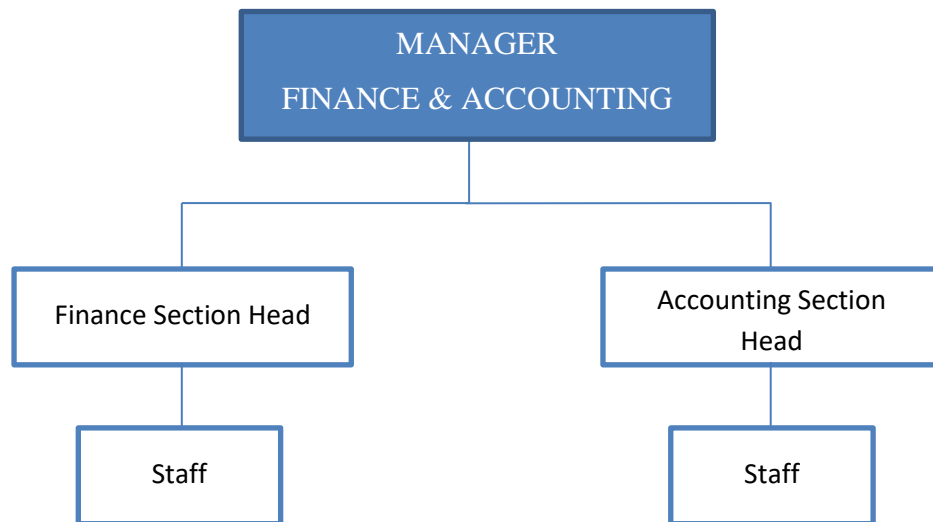 MANAGER
FINANCE & ACCOUNTING
Finance Section Head
Accounting Section
Head
Staff
Staff